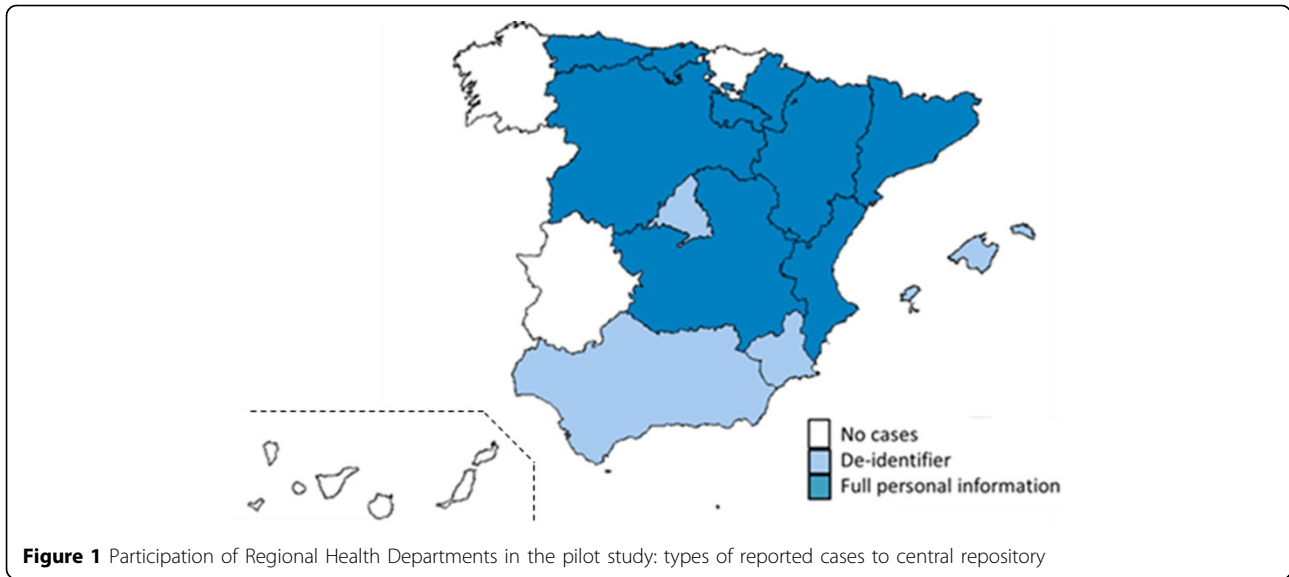 No cases
De-identifier
Full personal information
Figure 1 Participation of Regional Health Departments in the pilot study: types of reported cases to central repository